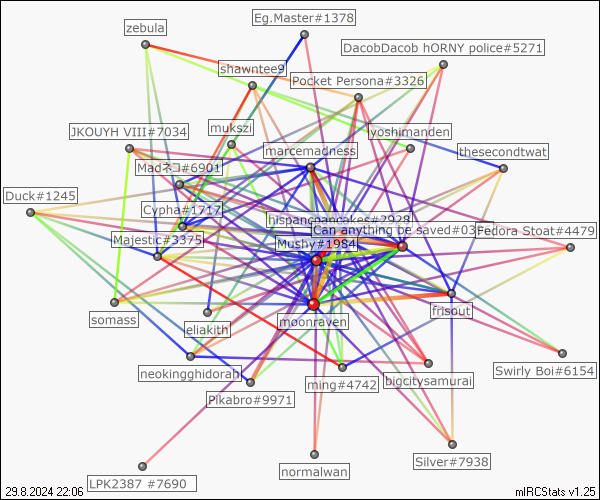 Eg.Master#1378
zebula
DacobDacob hORNY police#5271
shawntee9
Pocket Persona#3326
JKOUYH VIII#7034
mukszi
lyoshimanden
marcemadness
thesecondtwat
Madネコ#6901
Duck#1245
Cypha#1717
hispangpancakes#2928
Can anything be saved#03
Fedora Stoat#4479
Majestic#3375
Mushy#1984
somass
eliakith
moonraven
frisout
neokingghidorah
ming#4742
bigcitysamurai
Swirly Boi#6154
Pikabro#9971
normalwan
Silver#7938
LPK2387 #7690
29.8.2024 22:06
mIRCStats v1.25